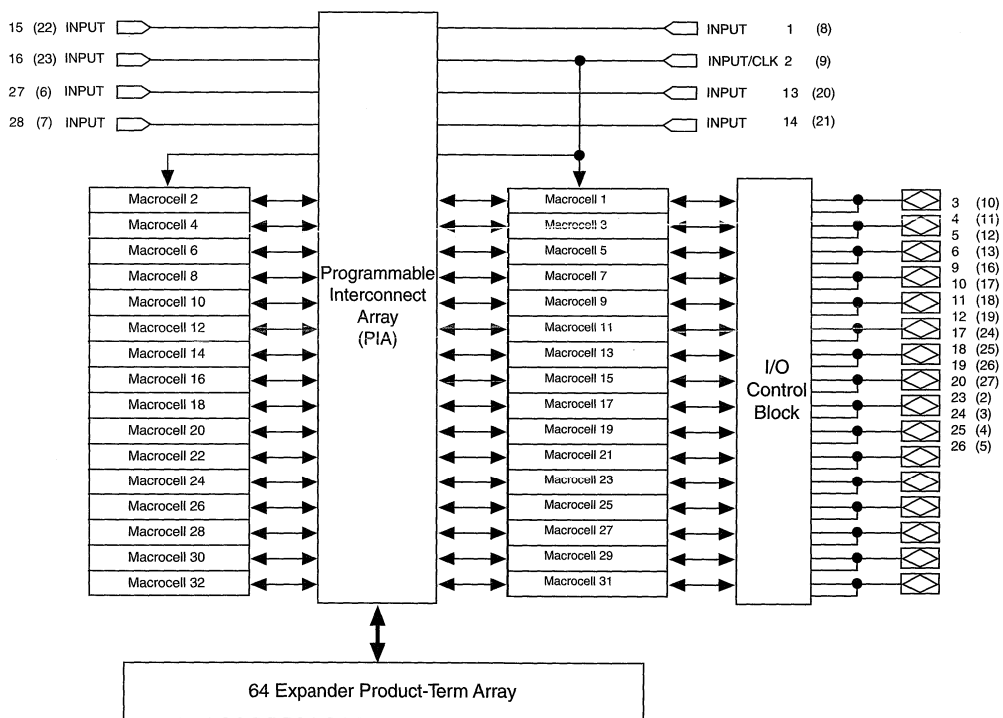 15 (22) INPUT
16 (23) INPUT
27 (6) INPUT
28 (7) INPUT
INPUT 1 (8)
INPUT/CLK 2 (9)
INPUT 13 (20)
INPUT 14 (21)
Macrocell 2
Macrocell 4
Macrocell 6
Macrocell 8
Macrocell 10
Macrocell 12
Macrocell 14
Macrocell 16
Macrocell 18
Macrocell 20
Macrocell 22
Macrocell 24
Macrocell 26
Macrocell 28
Macrocell 30
Macrocell 32
Programmable
Interconnect
Array
(PIA)
Macrocell 1
Macrocell 3
Macrocell 5
Macrocell 7
Macrocell 9
Macrocell 11
Macrocell 13
Macrocell 15
Macrocell 17
Macrocell 19
Macrocell 21
Macrocell 23
Macrocell 25
Macrocell 27
Macrocell 29
Macrocell 31
I/O
Control
Block
3 (10)
4 (11)
5 (12)
6 (13)
9 (16)
10 (17)
11 (18)
12 (19)
17 (24)
18 (25)
19 (26)
20 (27)
23 (2)
24 (3)
25 (4)
26 (5)
64 Expander Product-Term Array